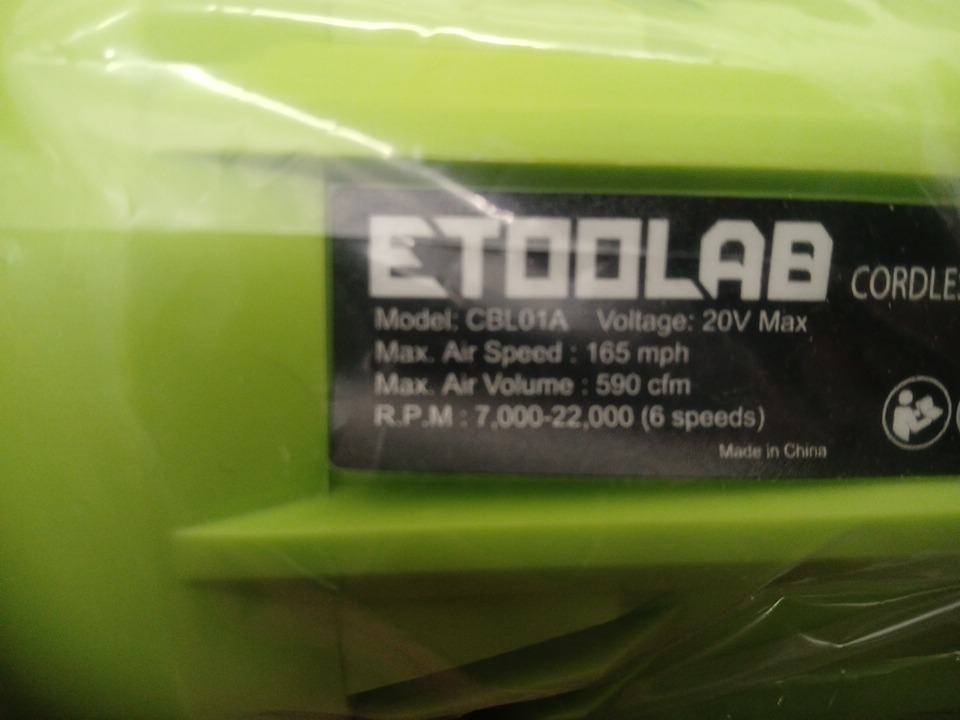 ETOOLAB
CORDLES
Model: CBL01A Voltage: 20V Max
Max. Air Speed : 165 mph
Max. Air Volume : 590 cfm
R.P.M : 7,000-22,000 (6 speeds)
Made in China